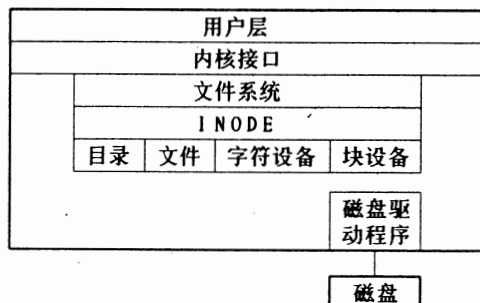 用户层
内核接口
文件系统
INODE
目录 文件 字符设备 块设备
磁盘驱
动程序
磁盘